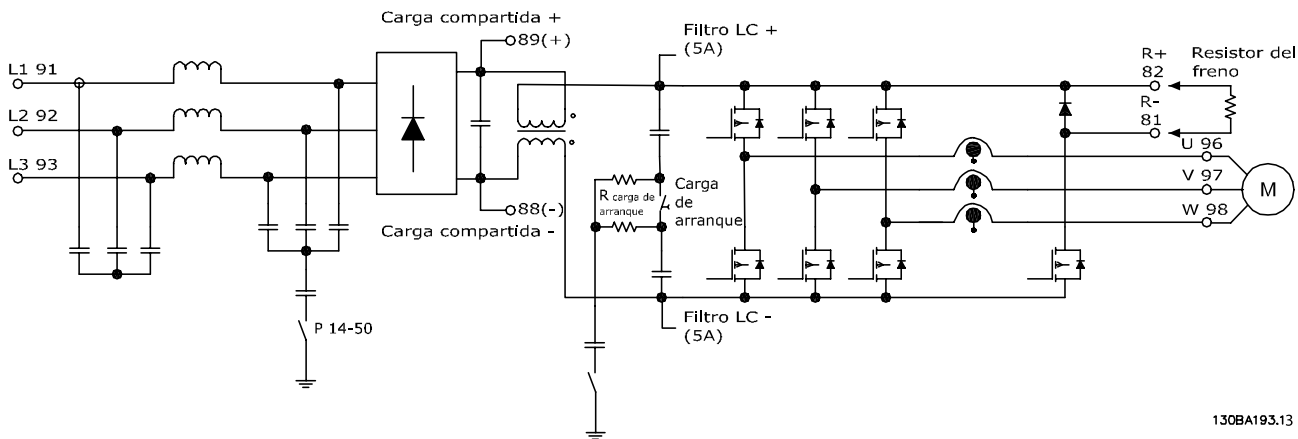 Carga compartida +
89(+)
Filtro LC +
(5A)
R+
82
Resistor del
freno
L1 91
L2 92
R-
81
U 96
L3 93
V 97
M
R carga de
arranque
Carga
de
arranque
W 98
88(-)
Carga compartida -
P 14-50
Filtro LC -
(5A)
130BA193.13